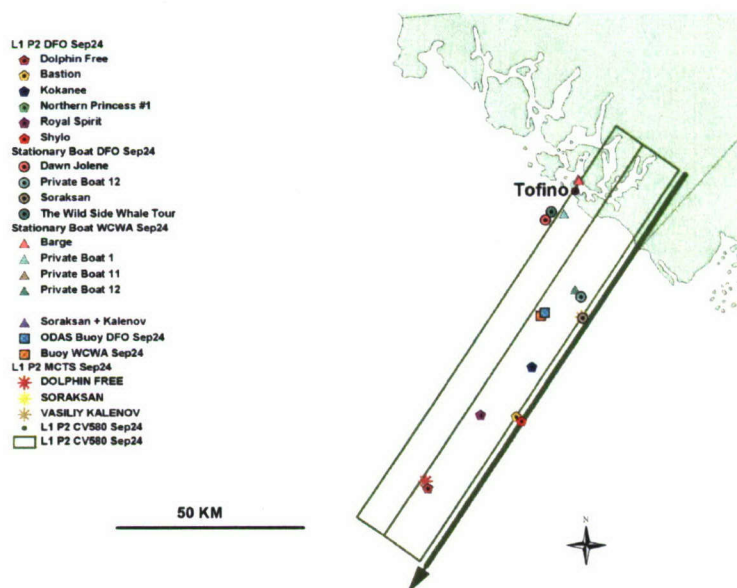 L1 P2 DFO Sep24
Dolphin Free
Bastion
Kokanee
Northern Princess #1
Royal Spirit
Shylo
Stationary Boat DFO Sep24
Dawn Jolene
Private Boat 12
Soraksan
The Wild Side Whale Tour
Stationary Boat WCWA Sep24
Barge
Private Boat 1
Private Boat 11
Private Boat 12
Soraksan + Kalenov
ODAS Buoy DFO Sep24
Buoy WCWA Sep24
L1 P2 MCTS Sep24
DOLPHIN FREE
SORAKSAN
VASILIY KALENOV
L1 P2 CV580 Sep24
L1 P2 CV580 Sep24
Tofino
50 KM
N